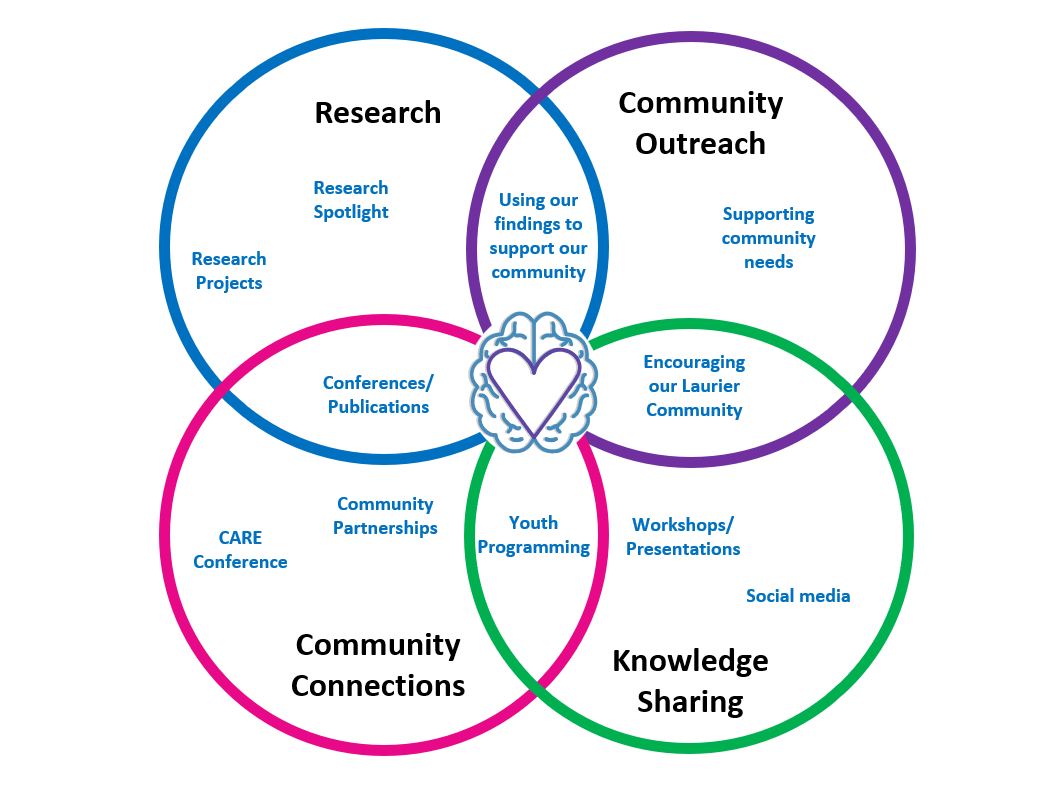 Research
Community
Outreach
Research
Spotlight
Using our
findings to
support our
community
Supporting
community
needs
Research
Projects
Conferences/
Publications
Encouraging
our Laurier
Community
Community
Partnerships
CARE
Conference
Youth
Programming
Workshops/
Presentations
Social media
Community
Connections
Knowledge
Sharing